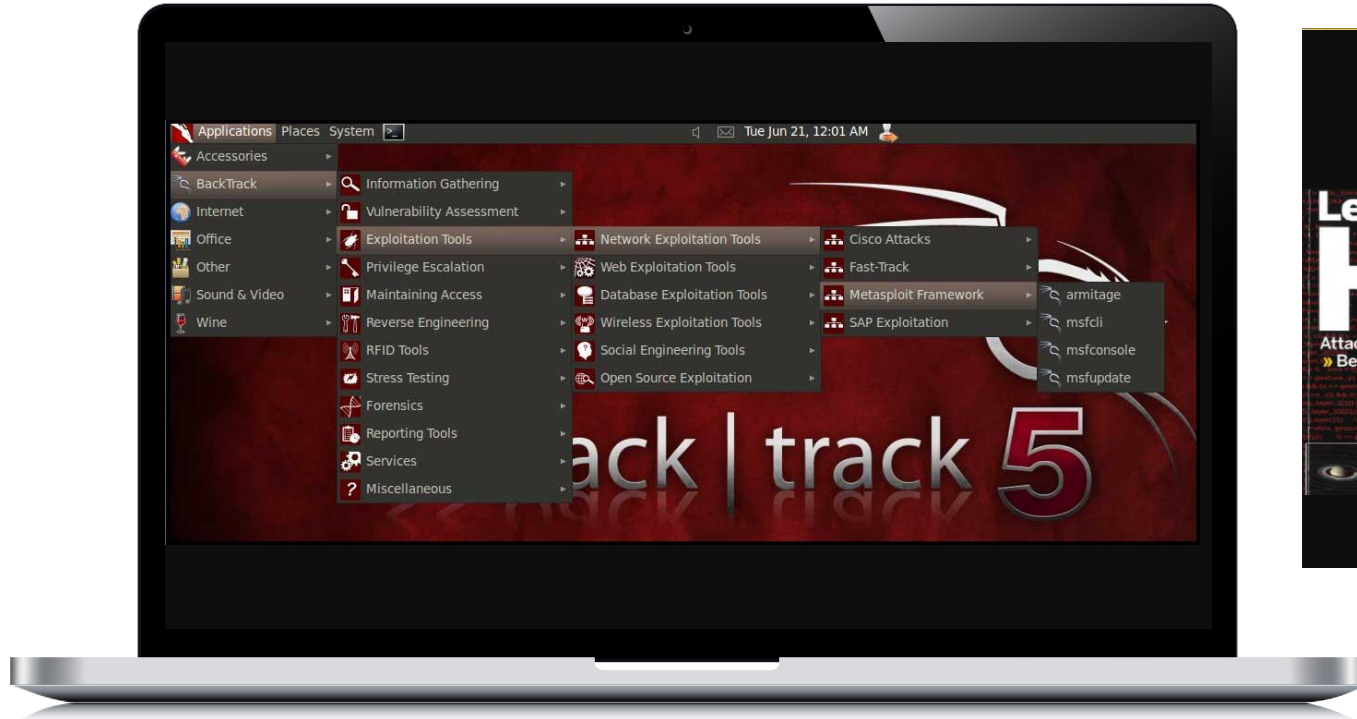 Applications Places System
Tue Jun 21, 12:01 AM
Accessories
BackTrack
Internet
Office
Other
Sound & Video
Wine
Information Gathering
Vulnerability Assessment
Exploitation Tools
Privilege Escalation
Maintaining Access
Reverse Engineering
RFID Tools
Stress Testing
Forensics
Reporting Tools
Services
Miscellaneous
Network Exploitation Tools
Web Exploitation Tools
Database Exploitation Tools
Wireless Exploitation Tools
Social Engineering Tools
Open Source Exploitation
Cisco Attacks
Fast-Track
Metasploit Framework
SAP Exploitation
armitage
msfcli
msfconsole
msfupdate
ack | track 5
Le
H
Attac
» Be